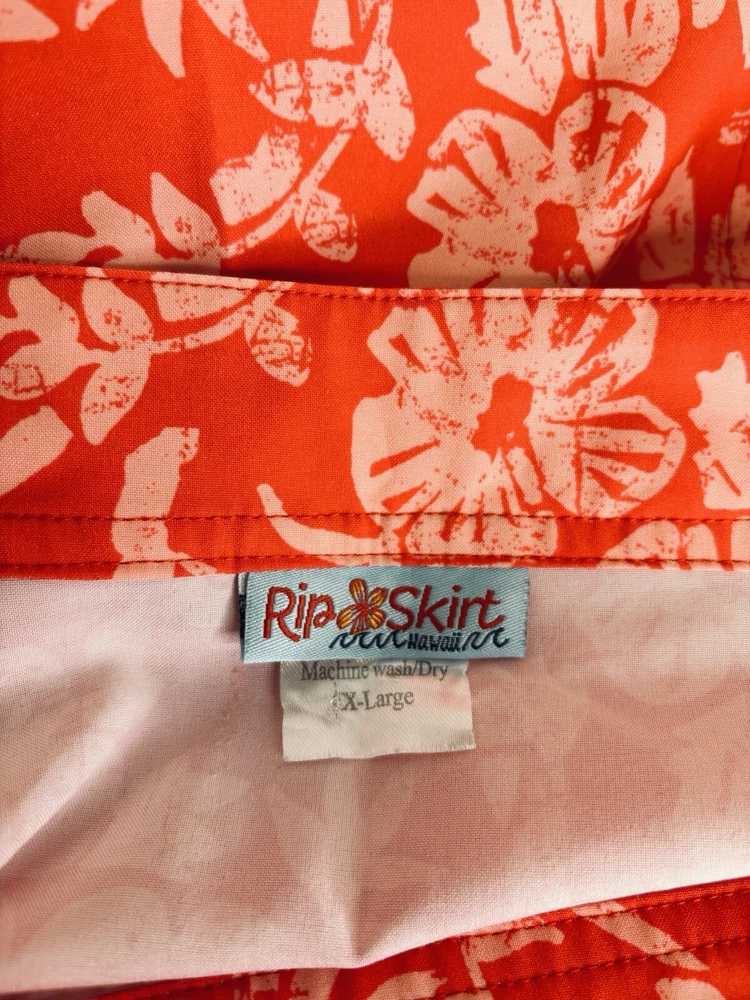 Rip Skirt
Hawaii
Machine wash/Dry
X-Large